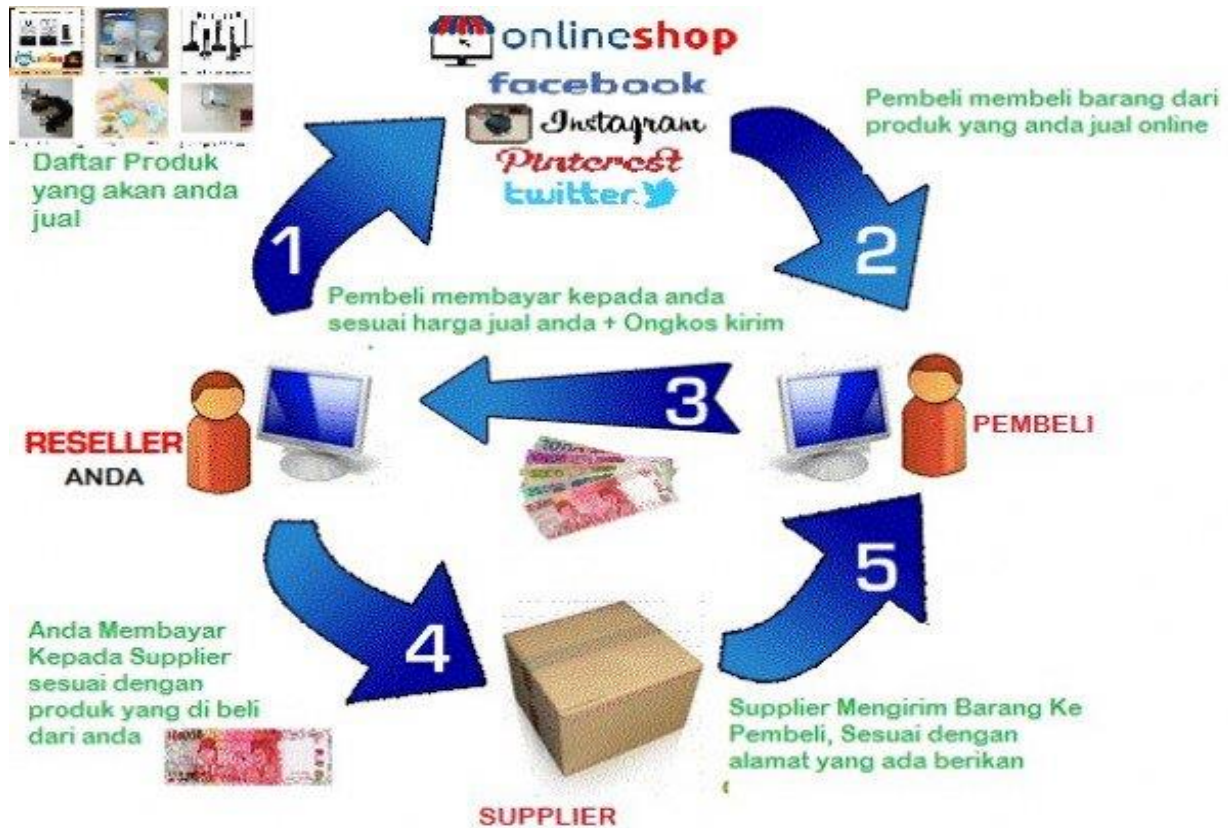 onlineshop
facebook
Instagram
Pinterest
twitter
Daftar Produk
yang akan anda
jual
1
Pembeli membeli barang dari
produk yang anda jual online
2
Pembeli membayar kepada anda
sesuai harga jual anda + Ongkos kirim
3
RESELLER
ANDA
PEMBELI
4
Anda Membayar
Kepada Supplier
sesuai dengan
produk yang di beli
dari anda
5
Supplier Mengirim Barang Ke
Pembeli, Sesuai dengan
alamat yang ada berikan
SUPPLIER